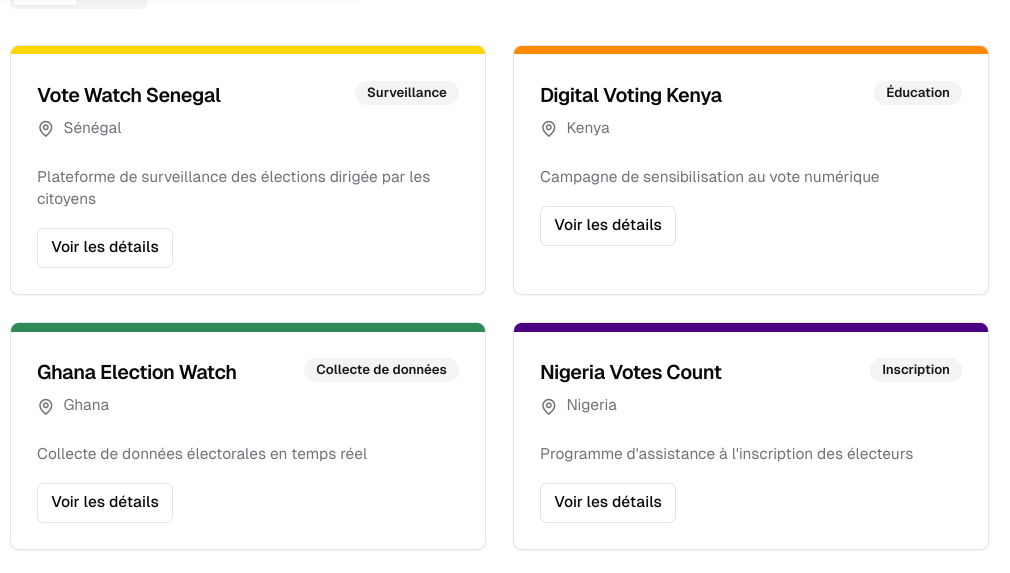 Vote Watch Senegal
Surveillance
Sénégal
Plateforme de surveillance des élections dirigée par les
citoyens
Voir les détails
Digital Voting Kenya
Éducation
Kenya
Campagne de sensibilisation au vote numérique
Voir les détails
Ghana Election Watch
Collecte de données
Ghana
Collecte de données électorales en temps réel
Voir les détails
Nigeria Votes Count
Inscription
Nigeria
Programme d'assistance à l'inscription des électeurs
Voir les détails